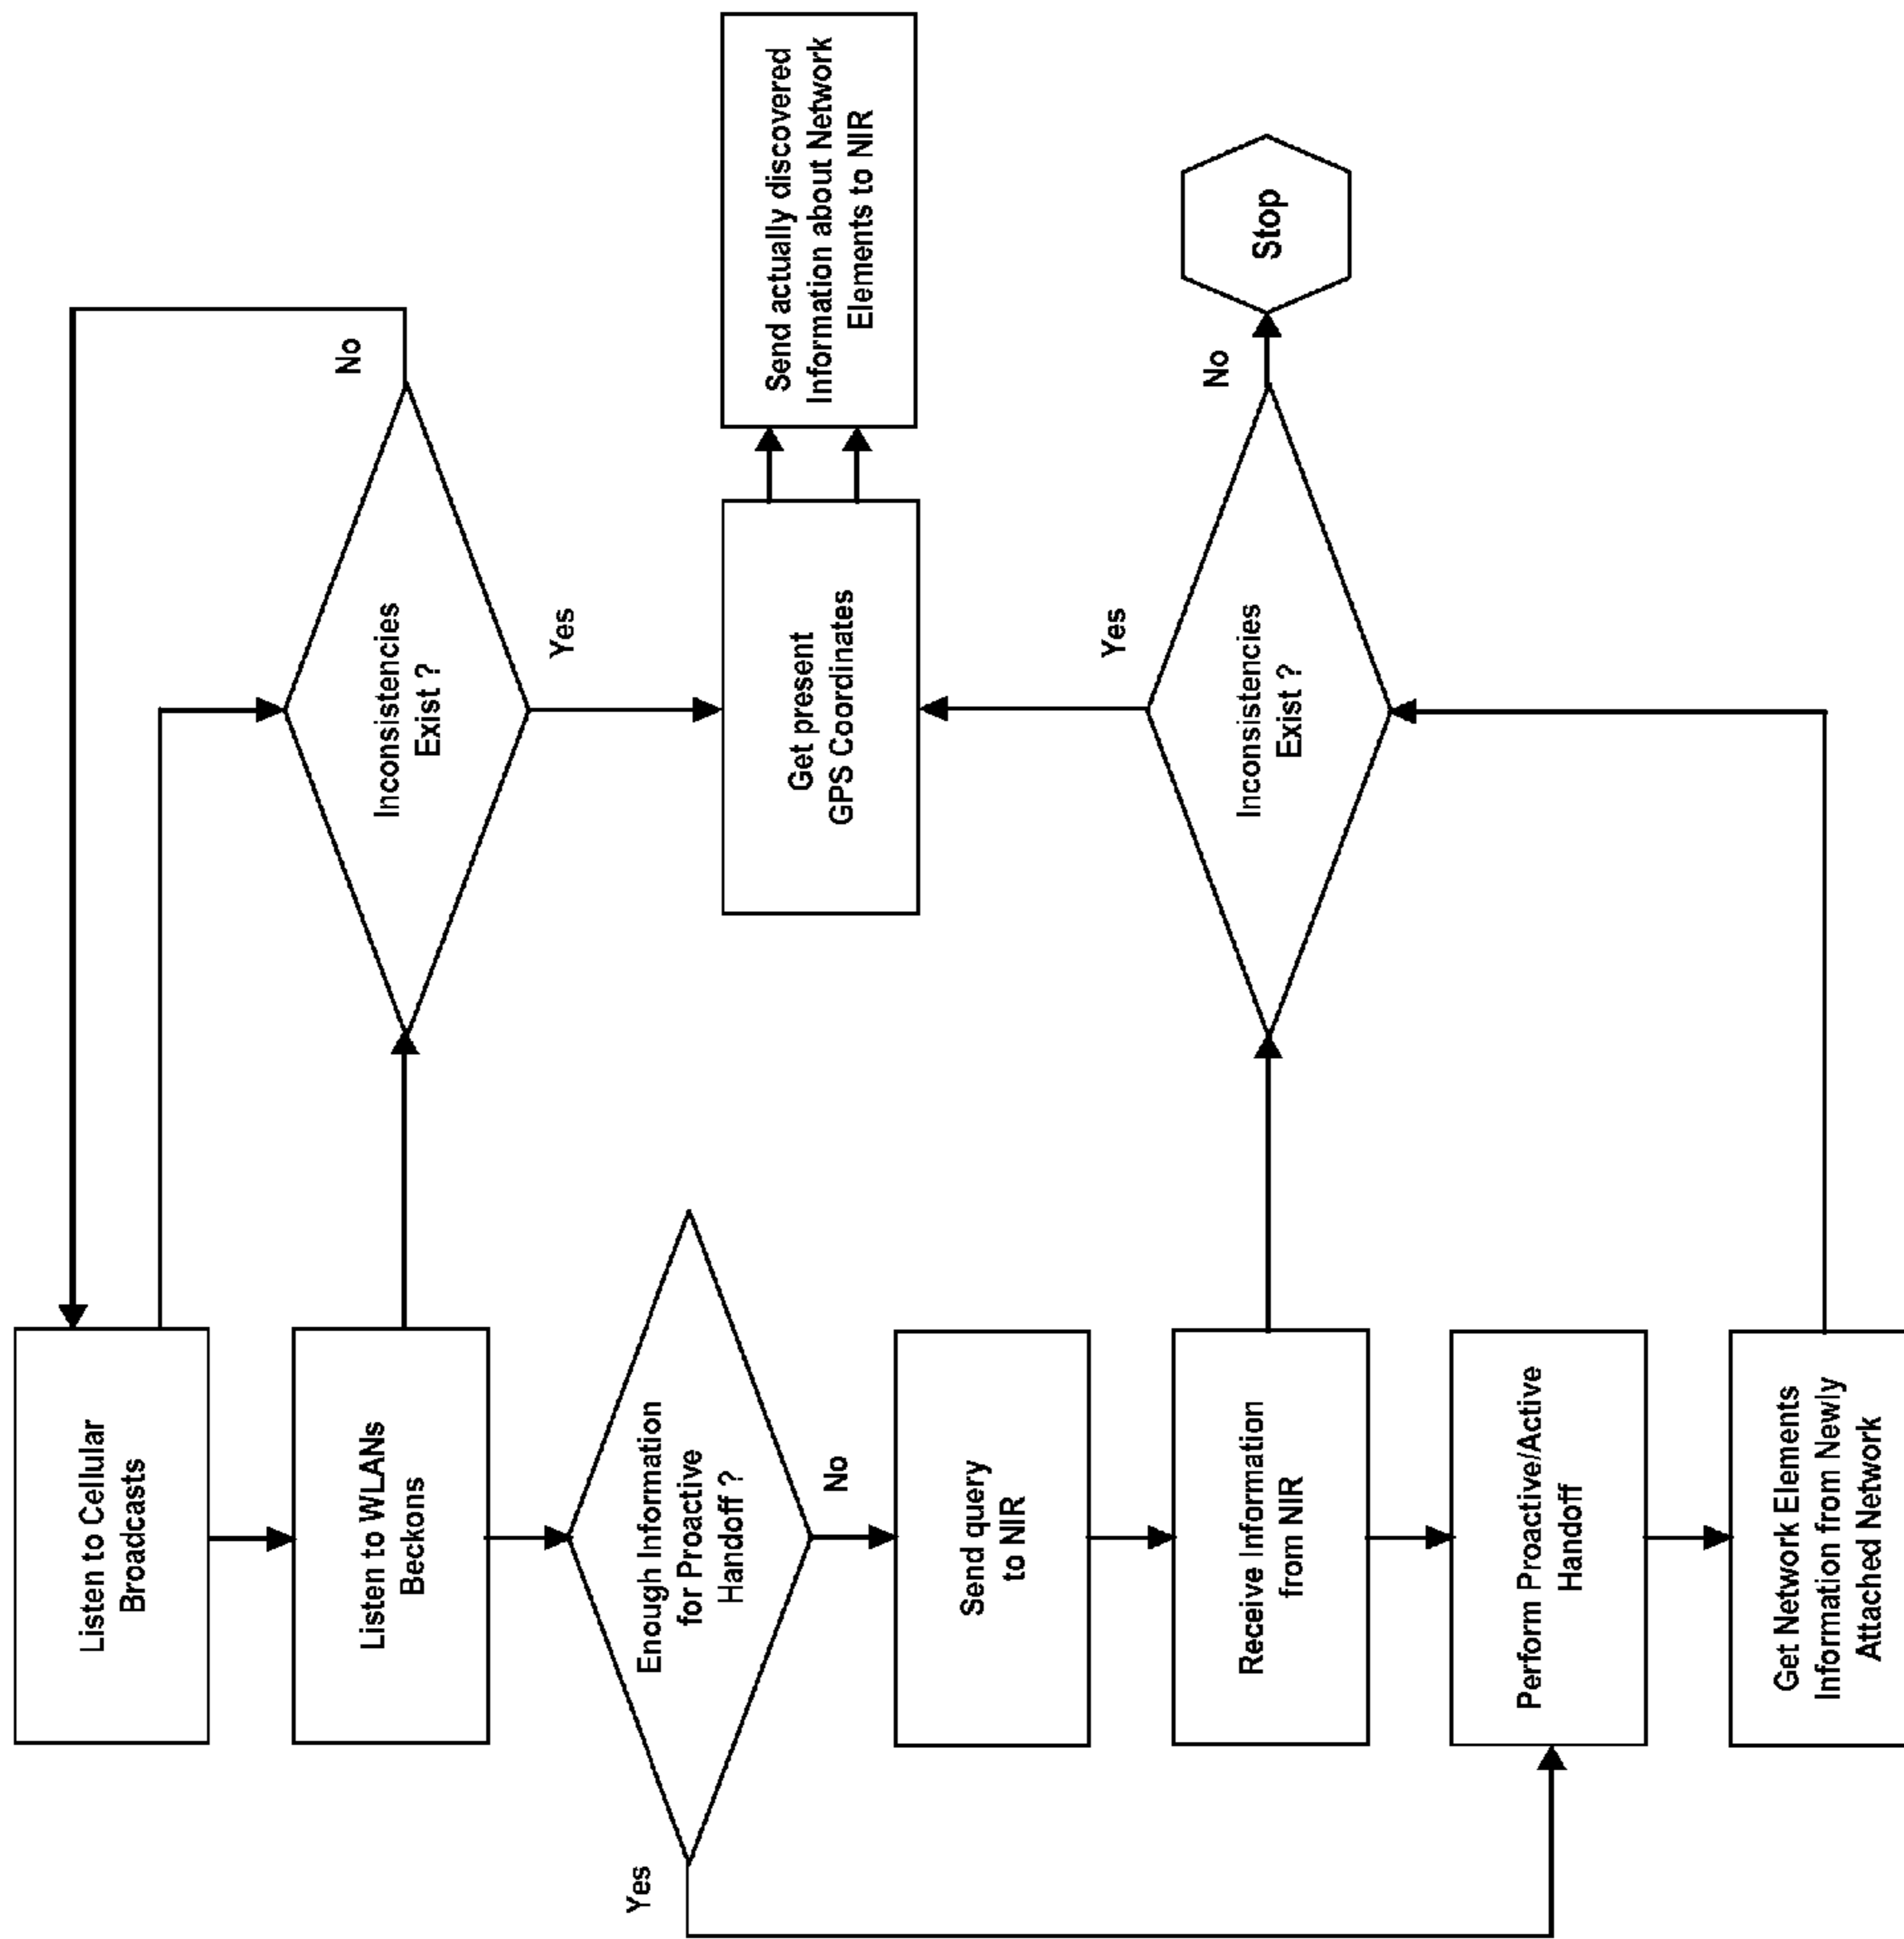 Listen to Cellular
Broadcasts
Listen to WLANs
Beckons
Enough Information
for Proactive
Handoff ?
Yes
No
Send query
to NIR
Receive Information
from NIR
Perform Proactive/Active
Handoff
Get Network Elements
Information from Newly
Attached Network
Inconsistencies
Exist ?
No
Yes
Get present
GPS Coordinates
Send actually discovered
Information about Network
Elements to NIR
Yes
Inconsistencies
Exist ?
No
Stop